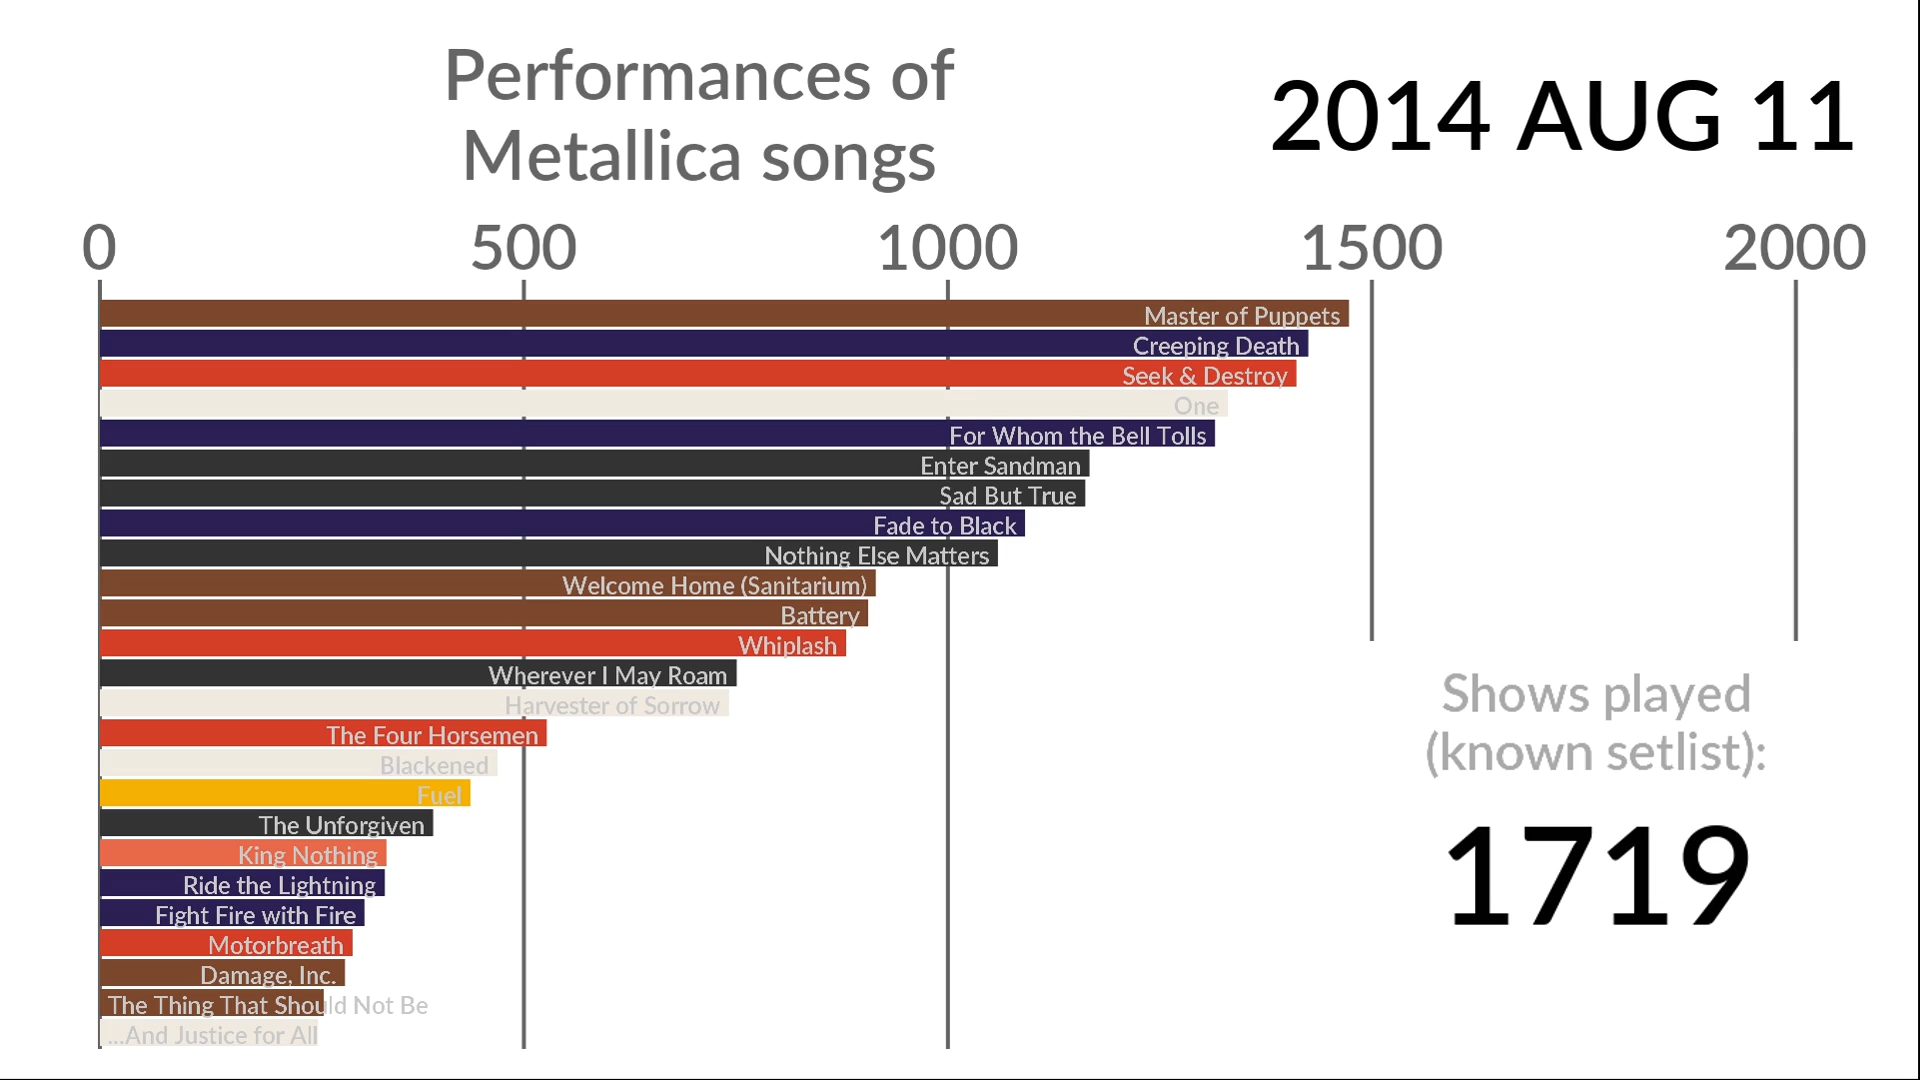 Performances of
Metallica songs
2014 AUG 11
0 500 1000 1500 2000
Master of Puppets
Creeping Death
Seek & Destroy
One
For Whom the Bell Tolls
Enter Sandman
Sad But True
Fade to Black
Nothing Else Matters
Welcome Home (Sanitarium)
Battery
Whiplash
Wherever I May Roam
Harvester of Sorrow
The Four Horsemen
Blackened
Fuel
The Unforgiven
King Nothing
Ride the Lightning
Fight Fire with Fire
Motorbreath
Damage, Inc.
The Thing That Should Not Be
...And Justice for All
Shows played
(known setlist):
1719